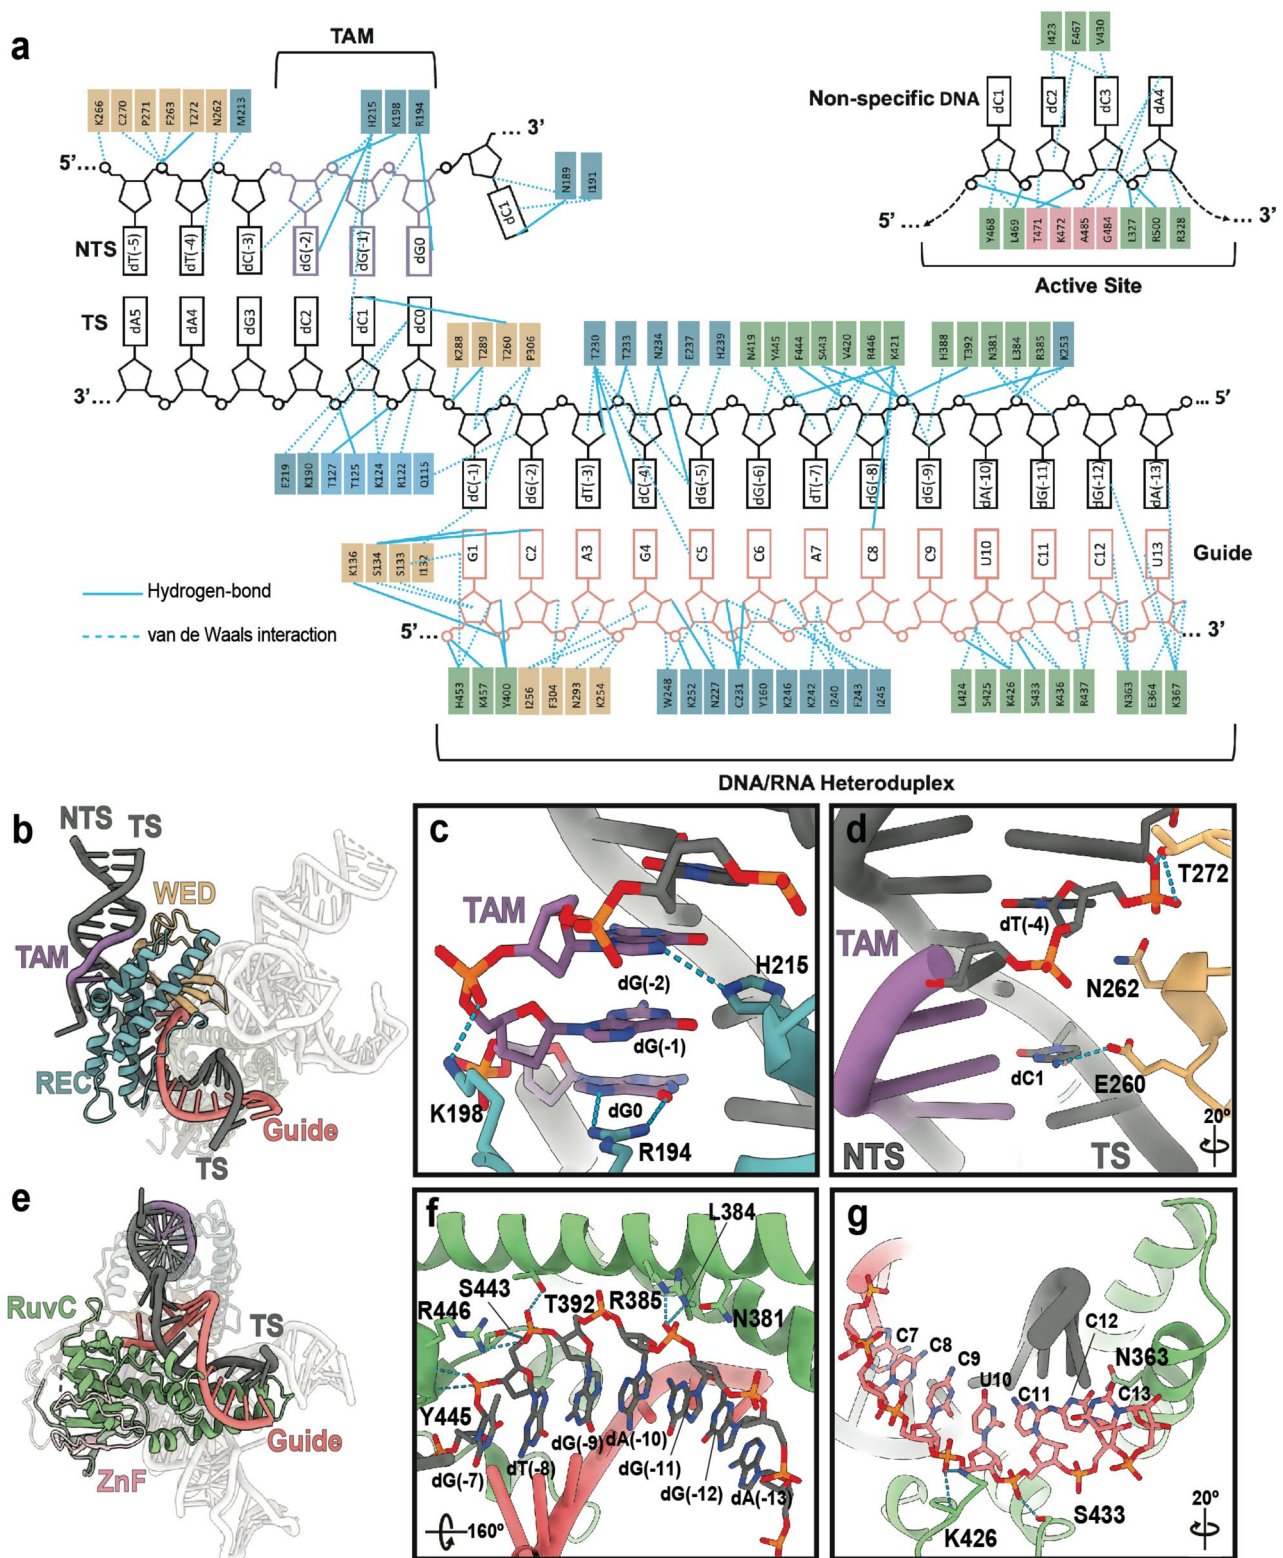 a
TAM
K266 C270 P271 F263 T272 N262 M213
H215 K198 R194
5'... ... 3'
N189 I191
NTS
dT(-5) dT(-4) dC(-3) dG(-2) dG(-1) dG0 dC1
I423 E467 V430
Non-specific DNA
dC1 dC2 dC3 dA4
5' ... ... 3'
Y468 L469 T471 K472 A485 G484 L327 R500 R328
Active Site
TS
dA5 dA4 dG3 dC2 dC1 dC0
K288 T289 T260 P306
T230 T233 N234 E237 H239
N419 Y445 F444 S443 V420 R446 K421
H388 T392 N381 L384 R385 K253
3'... ... 5'
E219 K190 T127 T125 K124 R122 Q115
dC(-1) dG(-2) dT(-3) dC(-4) dG(-5) dG(-6) dT(-7) dG(-8) dG(-9) dA(-10) dG(-11) dG(-12) dA(-13)
K136 S134 S133 I132
G1 C2 A3 G4 C5 C6 A7 C8 C9 U10 C11 C12 U13
Guide
Hydrogen-bond
van de Waals interaction
5'... ... 3'
H453 K457 Y400 I256 F304 N293 K254
W248 K252 N227 C231 Y160 K246 K242 I240 F243 I245
L424 S425 K426 S433 K436 R437
N363 E364 K367
DNA/RNA Heteroduplex
b
NTS TS
WED
TAM
REC
Guide
TS
c
TAM
dG(-2)
H215
dG(-1)
K198
dG0
R194
d
T272
dT(-4)
TAM
N262
dC1
E260
20°
NTS
TS
e
RuvC
TS
Guide
ZnF
f
L384
S443
R446
T392
R385
N381
Y445
dG(-7)
dT(-8)
dG(-9)
dA(-10)
dG(-11)
dG(-12)
dA(-13)
160°
g
C7
C8
C9
U10
C11
C12
C13
N363
K426
S433
20°